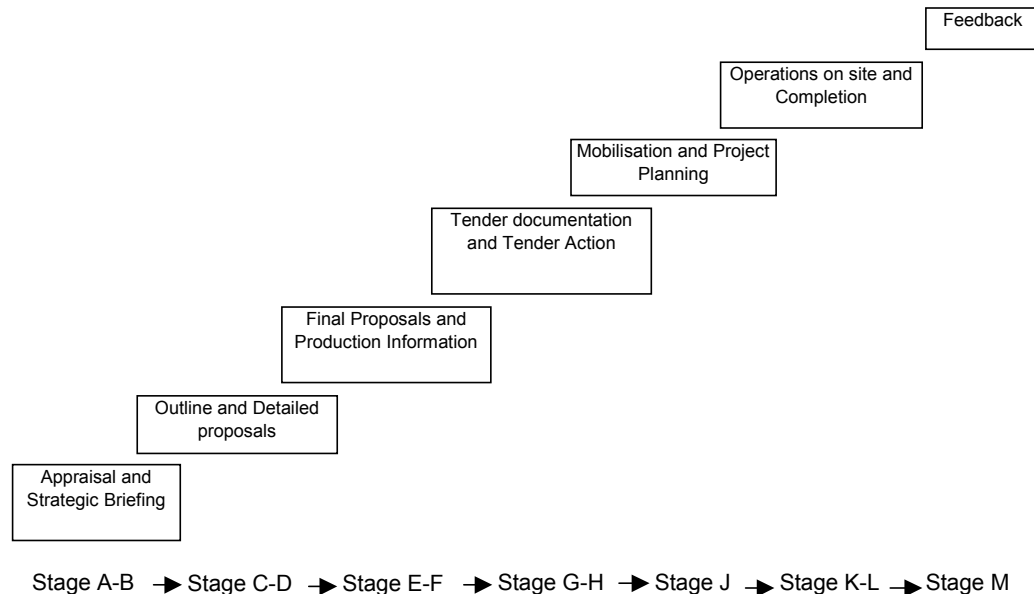 Feedback
Operations on site and
Completion
Mobilisation and Project
Planning
Tender documentation
and Tender Action
Final Proposals and
Production Information
Outline and Detailed
proposals
Appraisal and
Strategic Briefing
Stage A-B → Stage C-D → Stage E-F → Stage G-H → Stage J → Stage K-L → Stage M